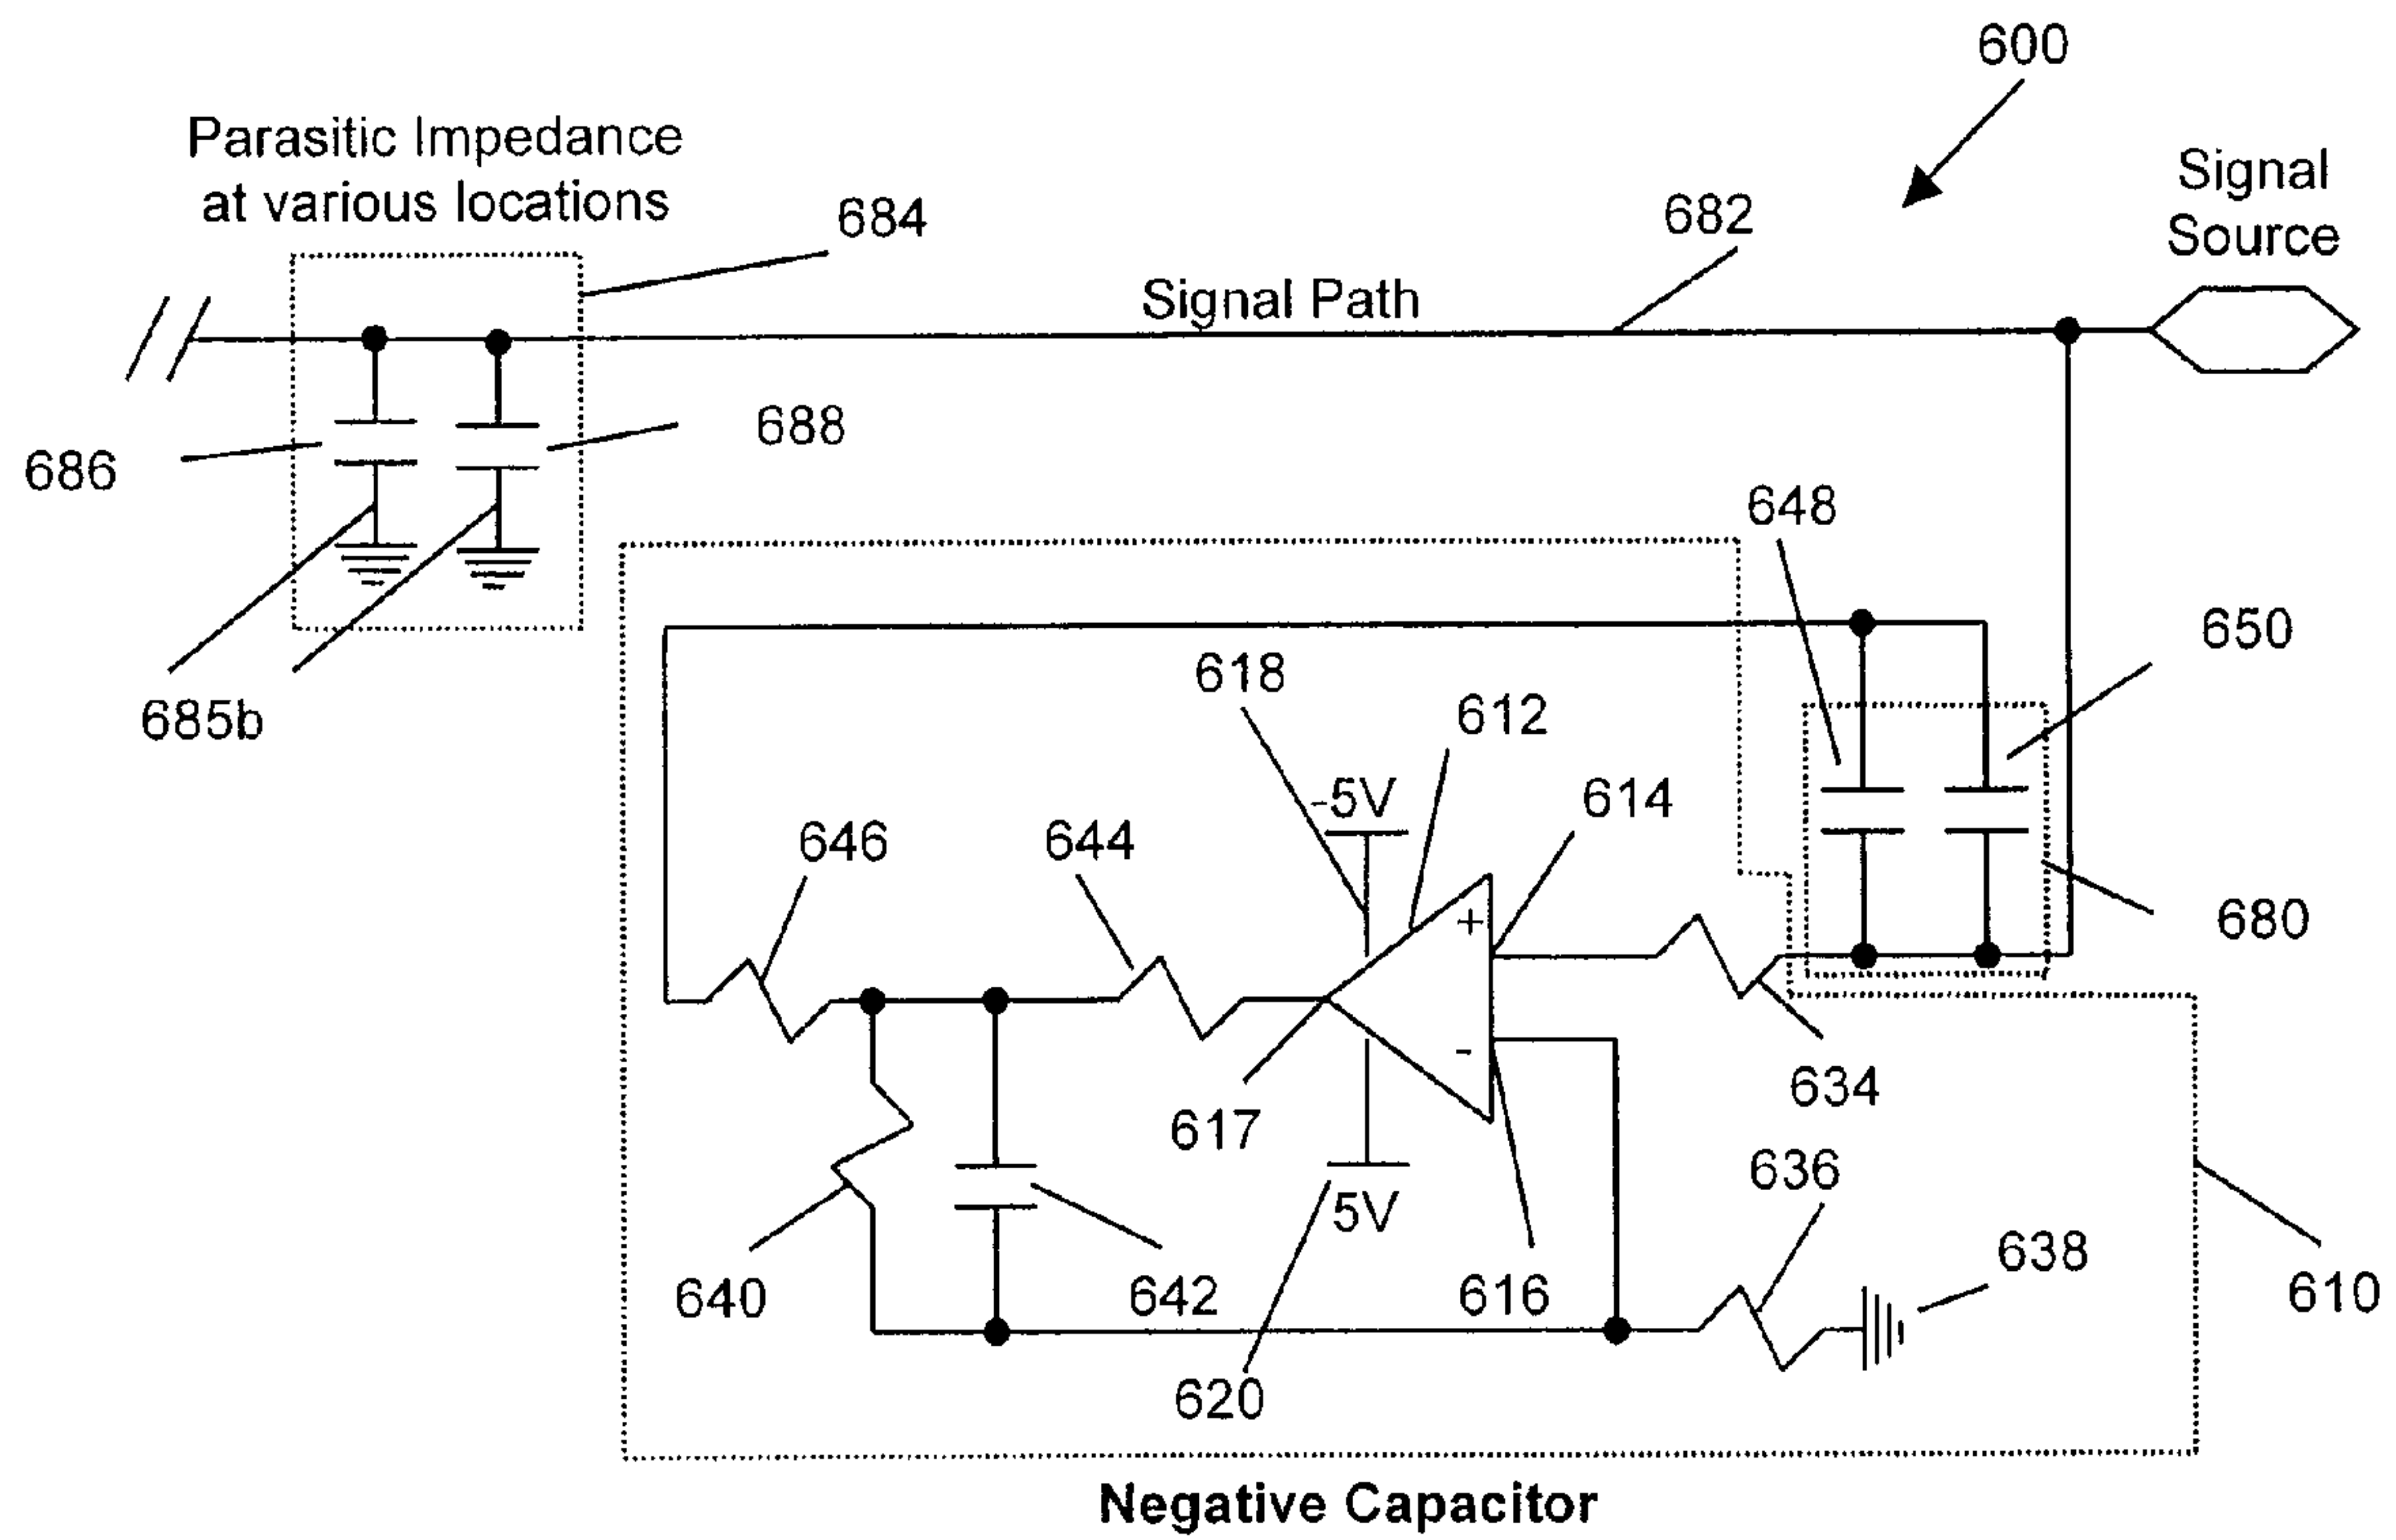 600
Parasitic Impedance
at various locations
684
682
Signal
Source
Signal Path
688
686
648
650
618
612
685b
-5V
614
646
644
+
680
-
634
617
636
5V
638
640
642
616
610
620
Negative Capacitor